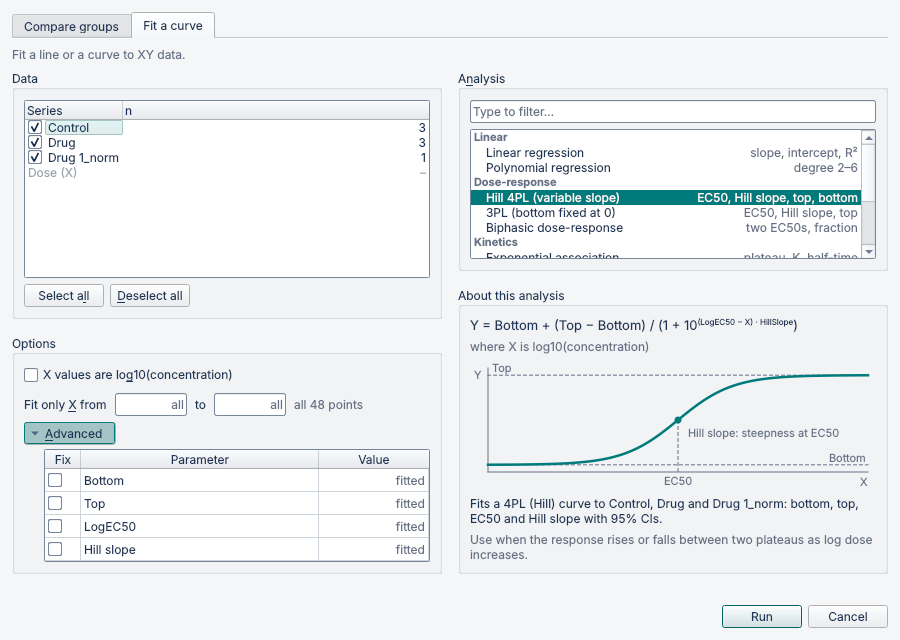 Compare groups
Fit a curve
Fit a line or a curve to XY data.
Data
Series n
Control 3
Drug 3
Drug 1_norm 1
Dose (X) –
Select all
Deselect all
Options
X values are log10(concentration)
Fit only X from all to all all 48 points
Advanced
Fix Parameter Value
Bottom fitted
Top fitted
LogEC50 fitted
Hill slope fitted
Analysis
Type to filter...
Linear
Linear regression slope, intercept, R²
Polynomial regression degree 2–6
Dose-response
Hill 4PL (variable slope) EC50, Hill slope, top, bottom
3PL (bottom fixed at 0) EC50, Hill slope, top
Biphasic dose-response two EC50s, fraction
Kinetics
Exponential association plateau, K, half-time
About this analysis
Y = Bottom + (Top − Bottom) / (1 + 10^(LogEC50 − X) · HillSlope)
where X is log10(concentration)
Y
Top
Hill slope: steepness at EC50
Bottom
EC50
X
Fits a 4PL (Hill) curve to Control, Drug and Drug 1_norm: bottom, top,
EC50 and Hill slope with 95% CIs.
Use when the response rises or falls between two plateaus as log dose
increases.
Run
Cancel